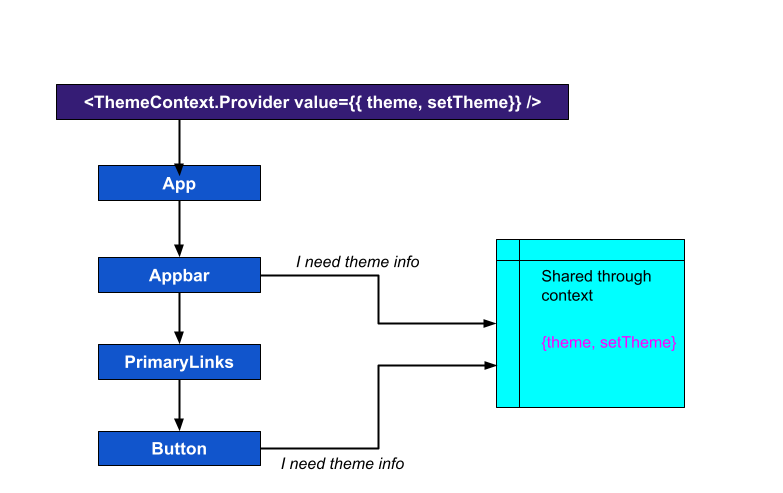 <ThemeContext.Provider value={{ theme, setTheme}} />
App
Appbar
I need theme info
Shared through
context
{theme, setTheme}
PrimaryLinks
Button
I need theme info